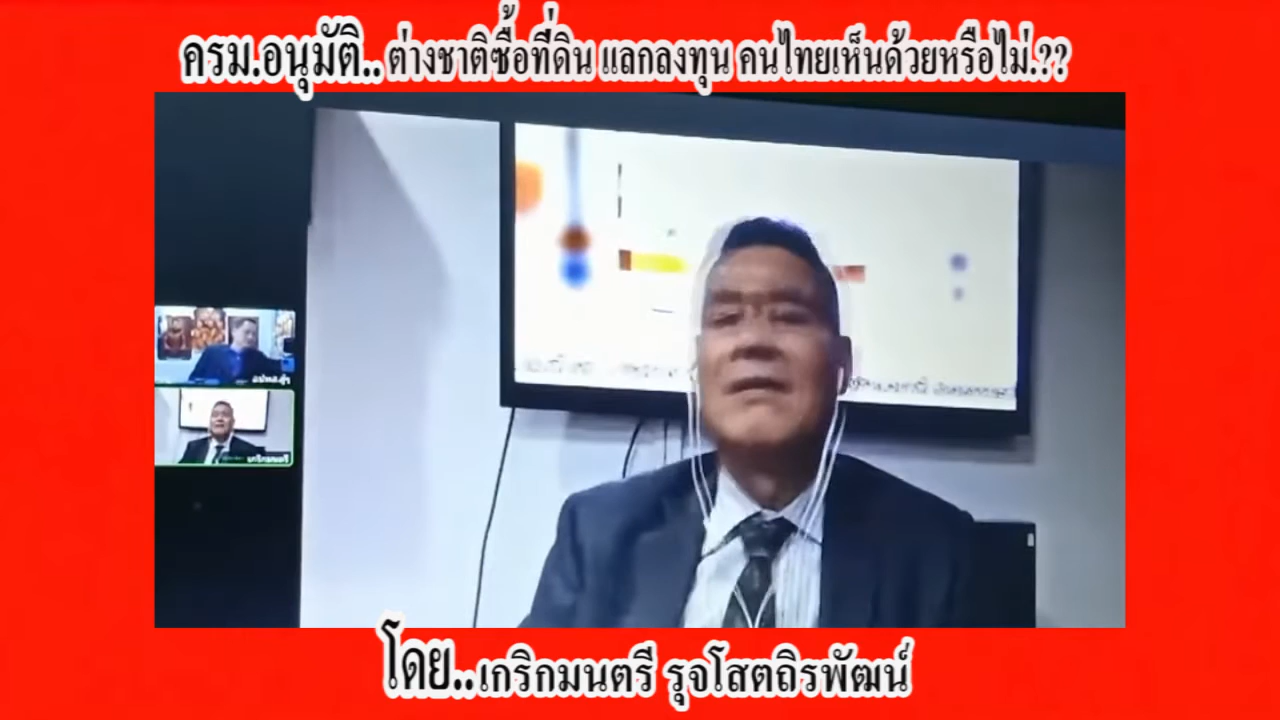 ครม.อนุมัติ.. ต่างชาติซื้อที่ดิน แลกลงทุน คนไทยเห็นด้วยหรือไม่.??
โดย..เกริกมนตรี รุจโสตถิรพัฒน์